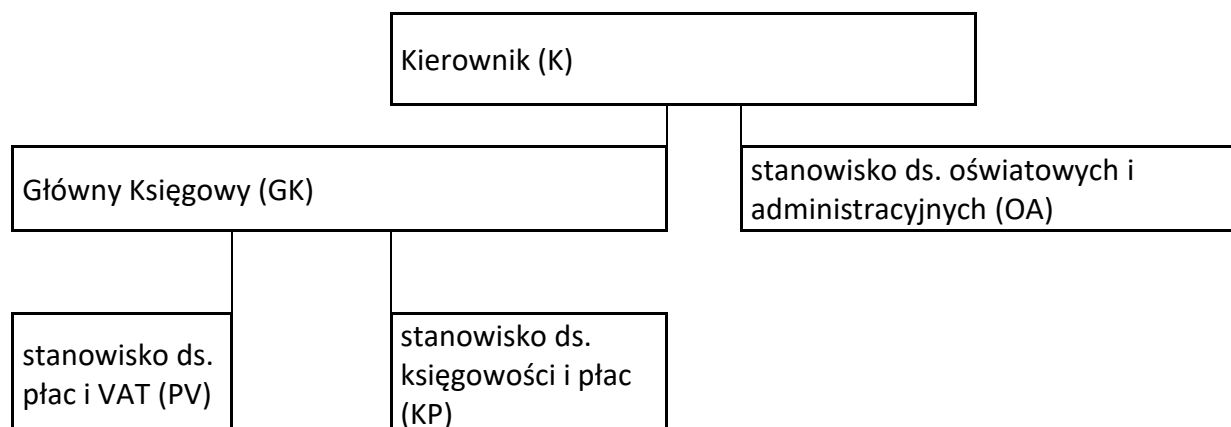 Kierownik (K)
Główny Księgowy (GK)
stanowisko ds. oświatowych i
administracyjnych (OA)
stanowisko ds.
płac i VAT (PV)
stanowisko ds.
księgowości i płac
(KP)